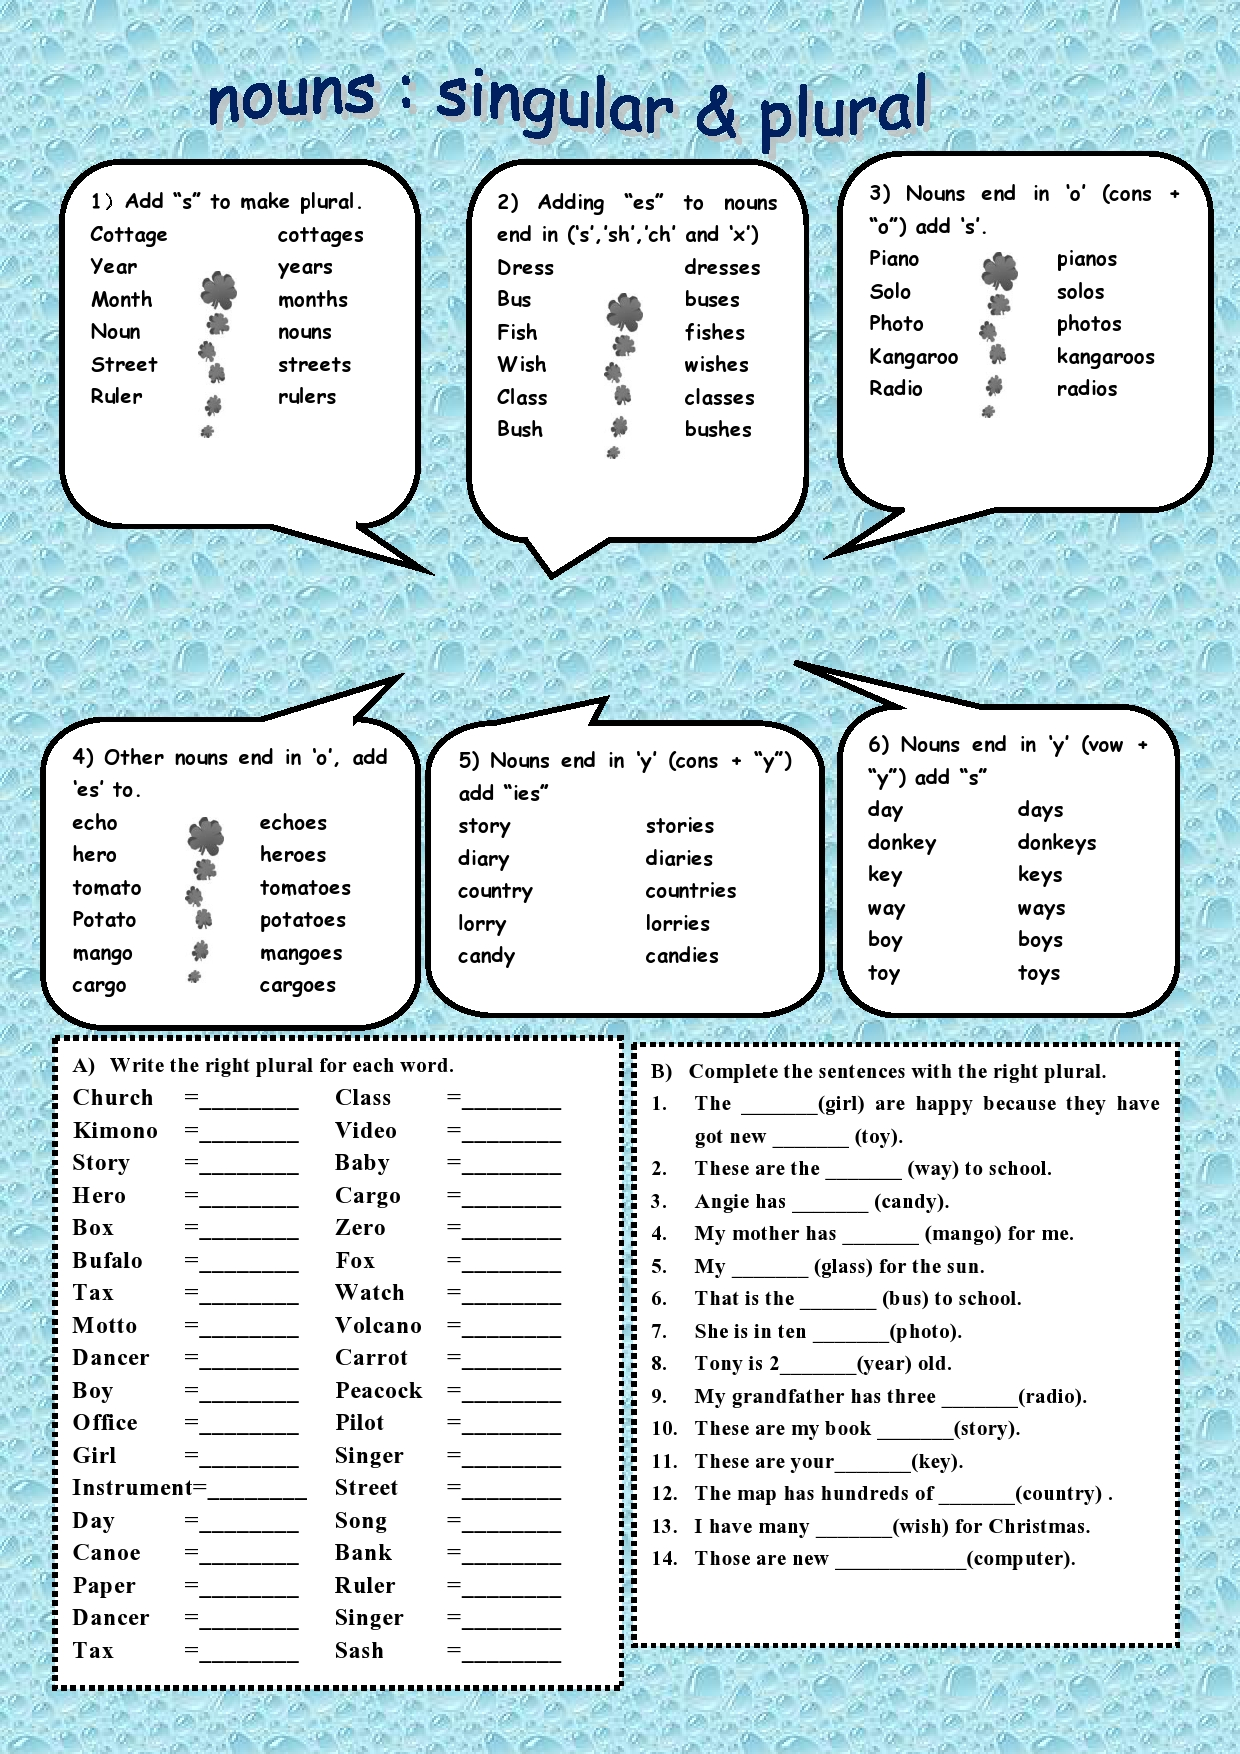 nouns : singular & plural
1) Add “s” to make plural.
Cottage cottages
Year years
Month months
Noun nouns
Street streets
Ruler rulers
2) Adding “es” to nouns
end in (‘s’,’sh’,’ch’ and ‘x’)
Dress dresses
Bus buses
Fish fishes
Wish wishes
Class classes
Bush bushes
3) Nouns end in ‘o’ (cons +
“o”) add ‘s’.
Piano pianos
Solo solos
Photo photos
Kangaroo kangaroos
Radio radios
4) Other nouns end in ‘o’, add
‘es’ to.
echo echoes
hero heroes
tomato tomatoes
Potato potatoes
mango mangoes
cargo cargoes
5) Nouns end in ‘y’ (cons + “y”)
add “ies”
story stories
diary diaries
country countries
lorry lorries
candy candies
6) Nouns end in ‘y’ (vow +
“y”) add “s”
day days
donkey donkeys
key keys
way ways
boy boys
toy toys
A) Write the right plural for each word.
Church =________ Class =________
Kimono =________ Video =________
Story =________ Baby =________
Hero =________ Cargo =________
Box =________ Zero =________
Bufalo =________ Fox =________
Tax =________ Watch =________
Motto =________ Volcano =________
Dancer =________ Carrot =________
Boy =________ Peacock =________
Office =________ Pilot =________
Girl =________ Singer =________
Instrument=________ Street =________
Day =________ Song =________
Canoe =________ Bank =________
Paper =________ Ruler =________
Dancer =________ Singer =________
Tax =________ Sash =________
B) Complete the sentences with the right plural.
1. The _______(girl) are happy because they have
got new _______ (toy).
2. These are the _______ (way) to school.
3. Angie has _______ (candy).
4. My mother has _______ (mango) for me.
5. My _______ (glass) for the sun.
6. That is the _______ (bus) to school.
7. She is in ten _______(photo).
8. Tony is 2_______(year) old.
9. My grandfather has three _______(radio).
10. These are my book _______(story).
11. These are your_______(key).
12. The map has hundreds of _______(country) .
13. I have many _______(wish) for Christmas.
14. Those are new ____________(computer).